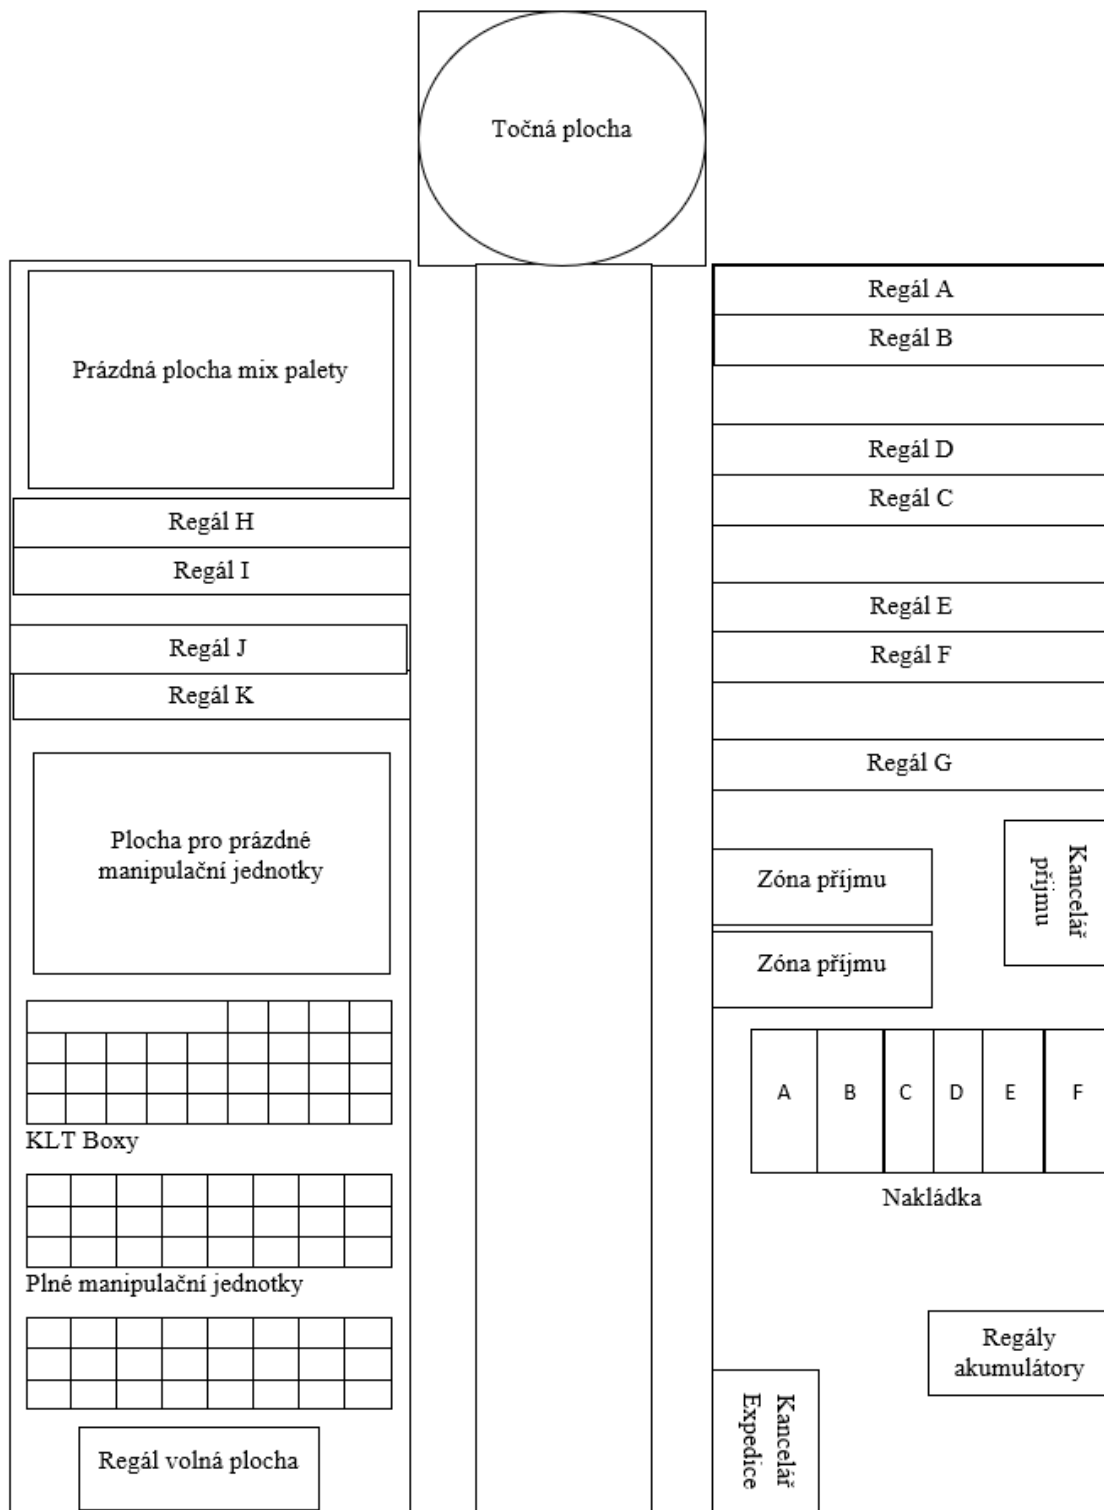 Točná plocha
Prázdná plocha mix palety
Regál H
Regál I
Regál J
Regál K
Plocha pro prázdné
manipulační jednotky
KLT Boxy
Plné manipulační jednotky
Regál volná plocha
Regál A
Regál B
Regál D
Regál C
Regál E
Regál F
Regál G
Zóna příjmu
Zóna příjmu
Kancelář
příjmu
A
B
C
D
E
F
Nakládka
Regály
akumulátory
Kancelář
Expedice